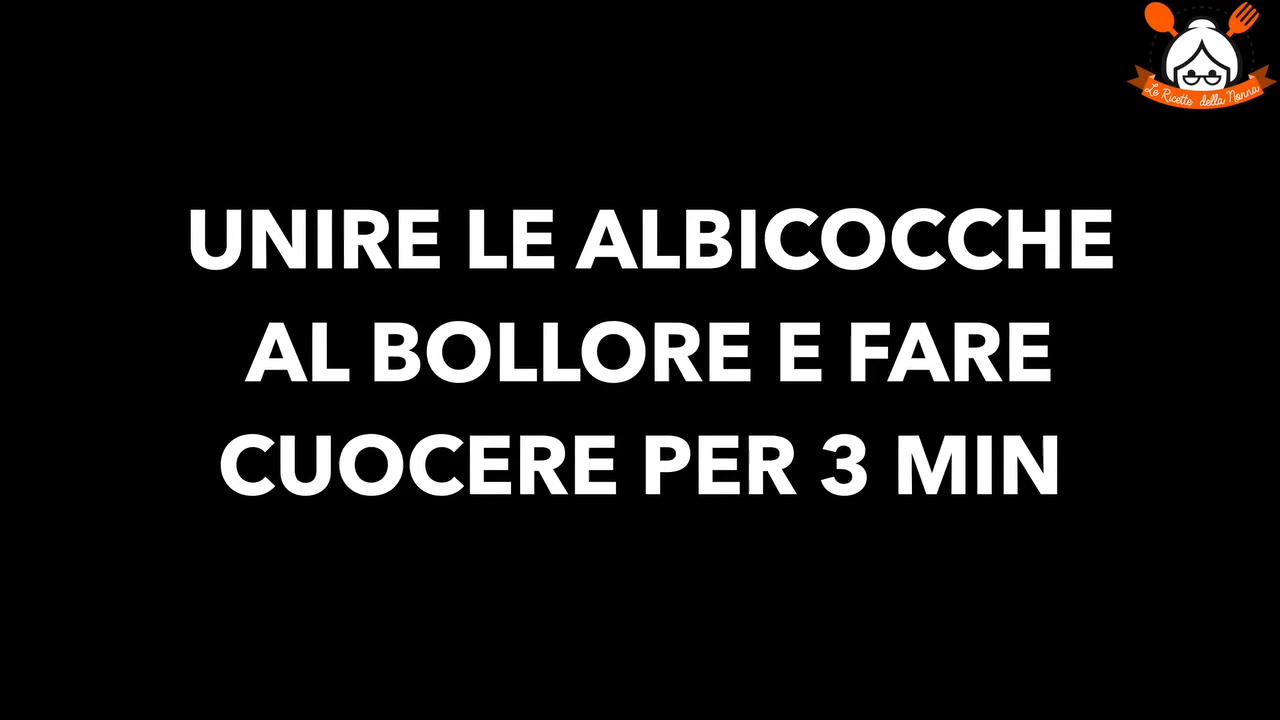 Le Ricette della Nonna
UNIRE LE ALBICOCCHE
AL BOLLORE E FARE
CUOCERE PER 3 MIN